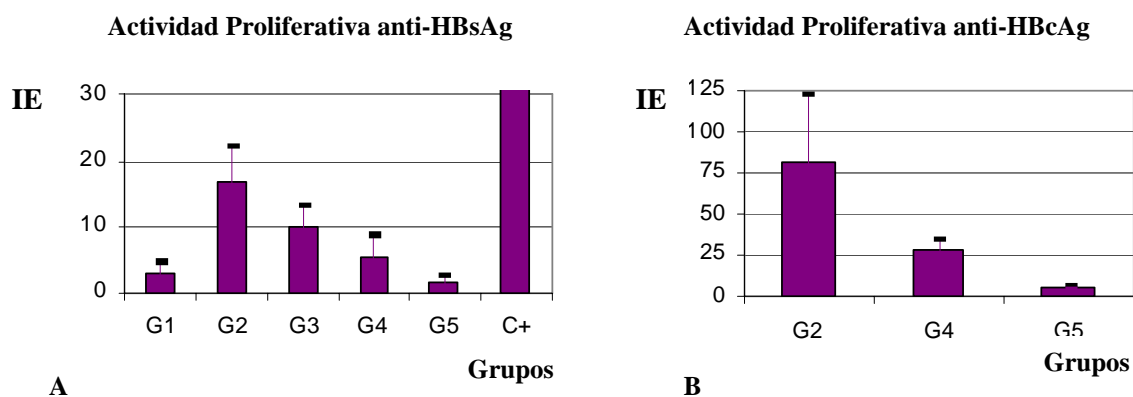 Actividad Proliferativa anti-HBsAg
IE
30
20
10
0
G1 G2 G3 G4 G5 C+
Grupos
A
Actividad Proliferativa anti-HBcAg
IE
125
100
75
50
25
0
G2 G4 G5
Grupos
B